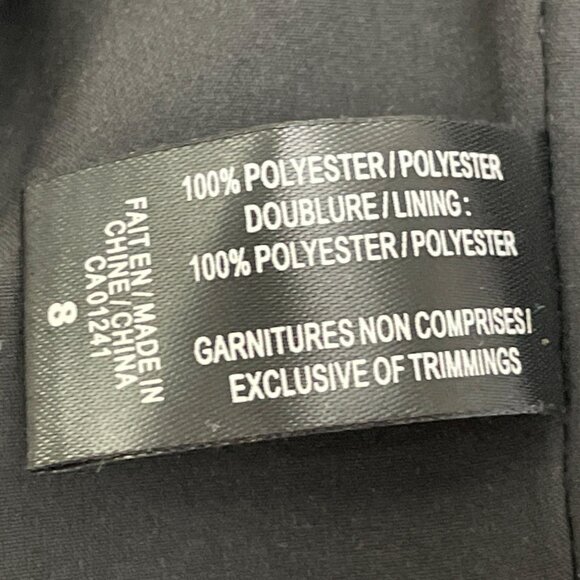 100% POLYESTER/POLYESTER
DOUBLURE/LINING:
100% POLYESTER/POLYESTER
GARNITURES NON COMPRISES/
EXCLUSIVE OF TRIMMINGS
FAIT EN/MADE IN
CHINE/CHINA
CA01241
8